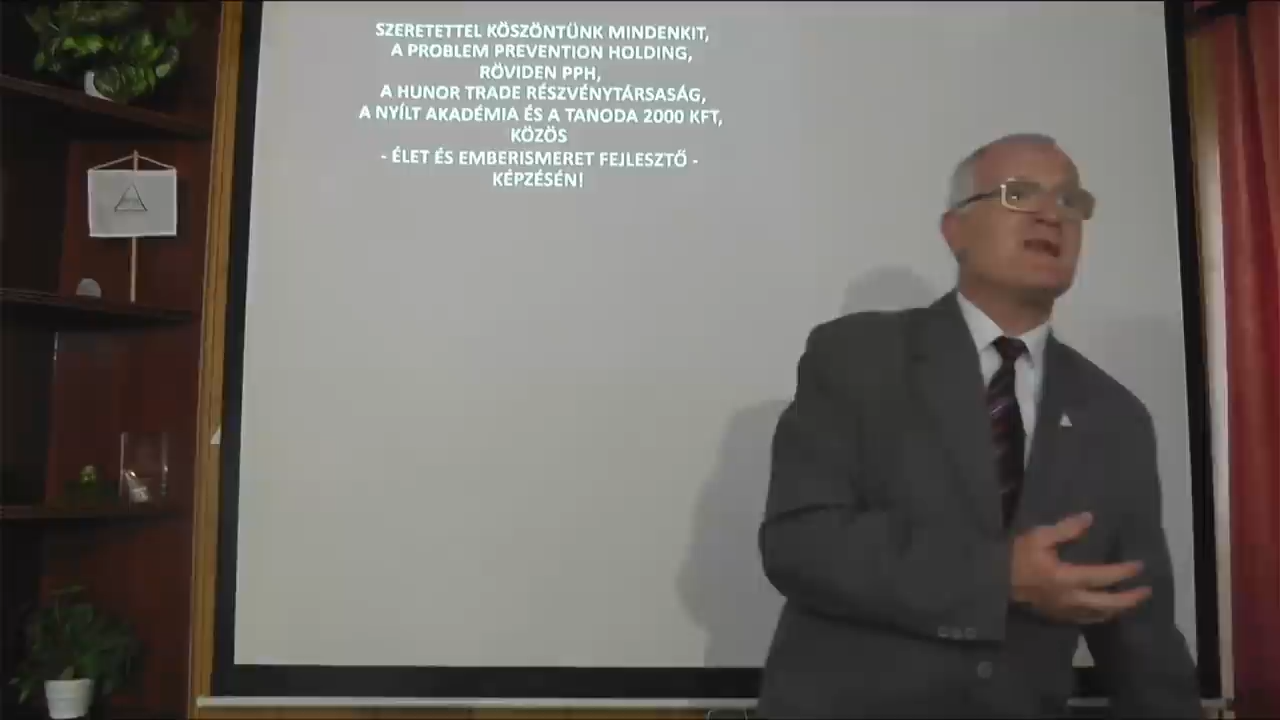 SZERETETTEL KÖSZÖNTÜNK MINDENKIT,
A PROBLEM PREVENTION HOLDING,
RÖVIDEN PPH,
A HUNOR TRADE RÉSZVÉNYTÁRSASÁG,
A NYÍLT AKADÉMIA ÉS A TANODA 2000 KFT,
KÖZÖS
- ÉLET ÉS EMBERISMERET FEJLESZTŐ -
KÉPZÉSÉN!